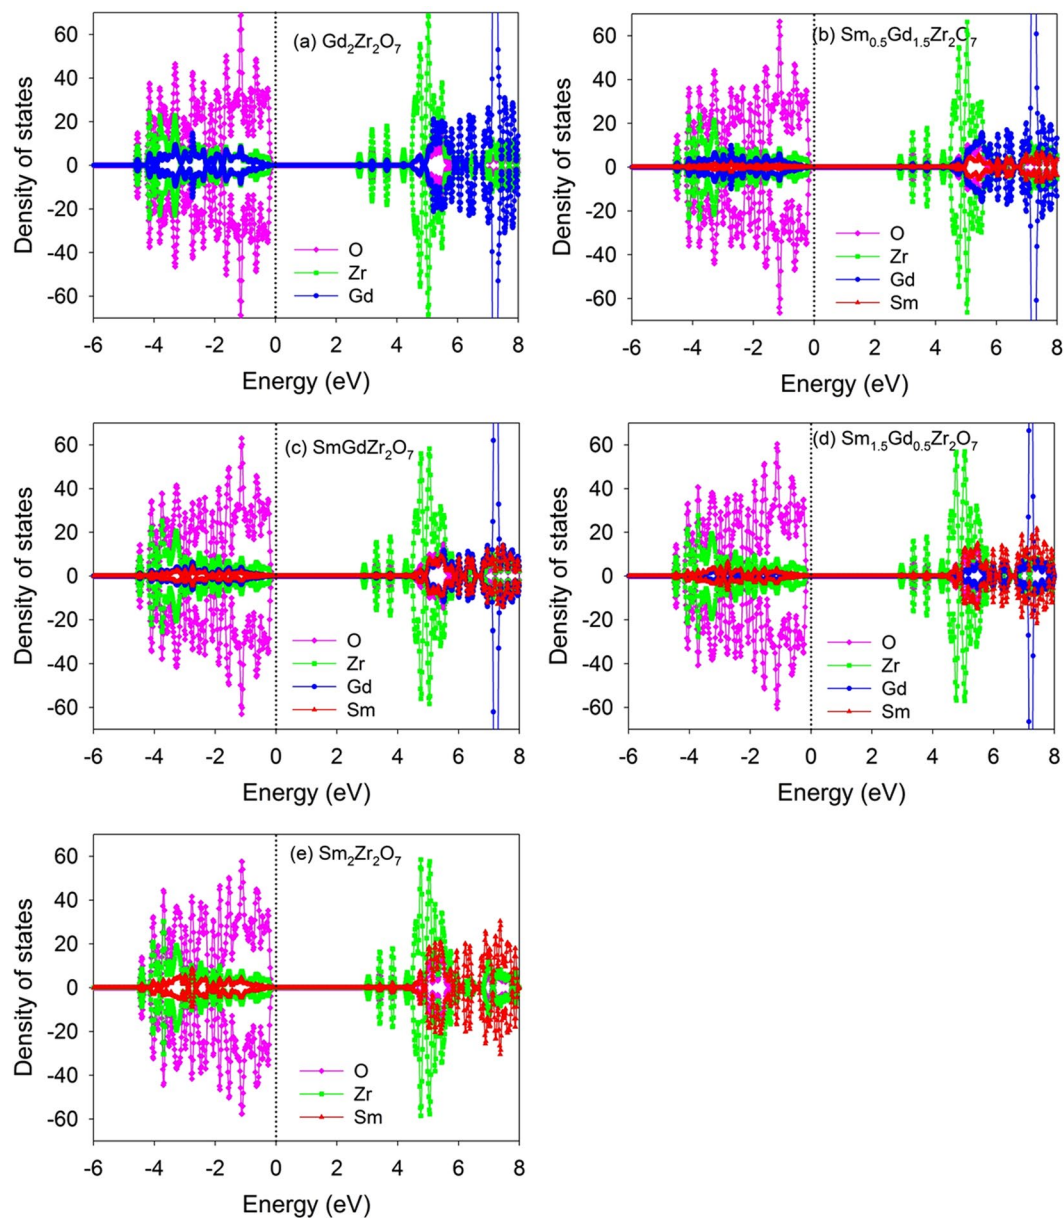 (a) Gd₂Zr₂O₇
Density of states
60
40
20
0
-20
-40
-60
O
Zr
Gd
-6 -4 -2 0 2 4 6 8
Energy (eV)
(b) Sm₀.₅Gd₁.₅Zr₂C₇
Density of states
60
40
20
0
-20
-40
-60
O
Zr
Gd
Sm
-6 -4 -2 0 2 4 6 8
Energy (eV)
(c) SmGdZr₂O₇
Density of states
60
40
20
0
-20
-40
-60
O
Zr
Gd
Sm
-6 -4 -2 0 2 4 6 8
Energy (eV)
(d) Sm₁.₅Gd₀.₅Zr₂O₇
Density of states
60
40
20
0
-20
-40
-60
O
Zr
Gd
Sm
-6 -4 -2 0 2 4 6 8
Energy (eV)
(e) Sm₂Zr₂O₇
Density of states
60
40
20
0
-20
-40
-60
O
Zr
Sm
-6 -4 -2 0 2 4 6 8
Energy (eV)